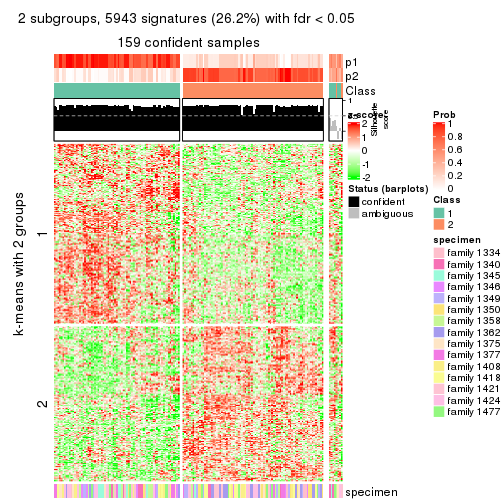 2 subgroups, 5943 signatures (26.2%) with fdr < 0.05
159 confident samples
p1
p2
Class
1
0.5
Silhouette
score
k-means with 2 groups
1
2
z-score
2
1
0
-1
-2
Status (barplots)
confident
ambiguous
Prob
1
0.8
0.6
0.4
0.2
0
Class
1
2
specimen
family 1334
family 1340
family 1345
family 1346
family 1349
family 1350
family 1358
family 1362
family 1375
family 1377
family 1408
family 1418
family 1421
family 1424
family 1477
specimen